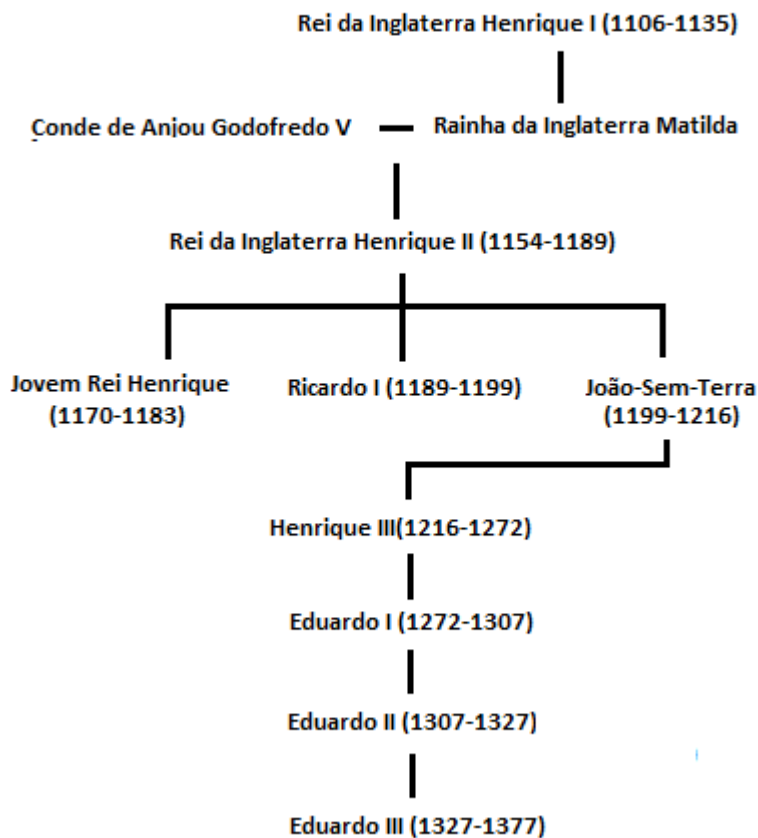 Rei da Inglaterra Henrique I (1106-1135)
Conde de Anjou Godofredo V
Rainha da Inglaterra Matilda
Rei da Inglaterra Henrique II (1154-1189)
Jovem Rei Henrique
(1170-1183)
Ricardo I (1189-1199)
João-Sem-Terra
(1199-1216)
Henrique III(1216-1272)
Eduardo I (1272-1307)
Eduardo II (1307-1327)
Eduardo III (1327-1377)